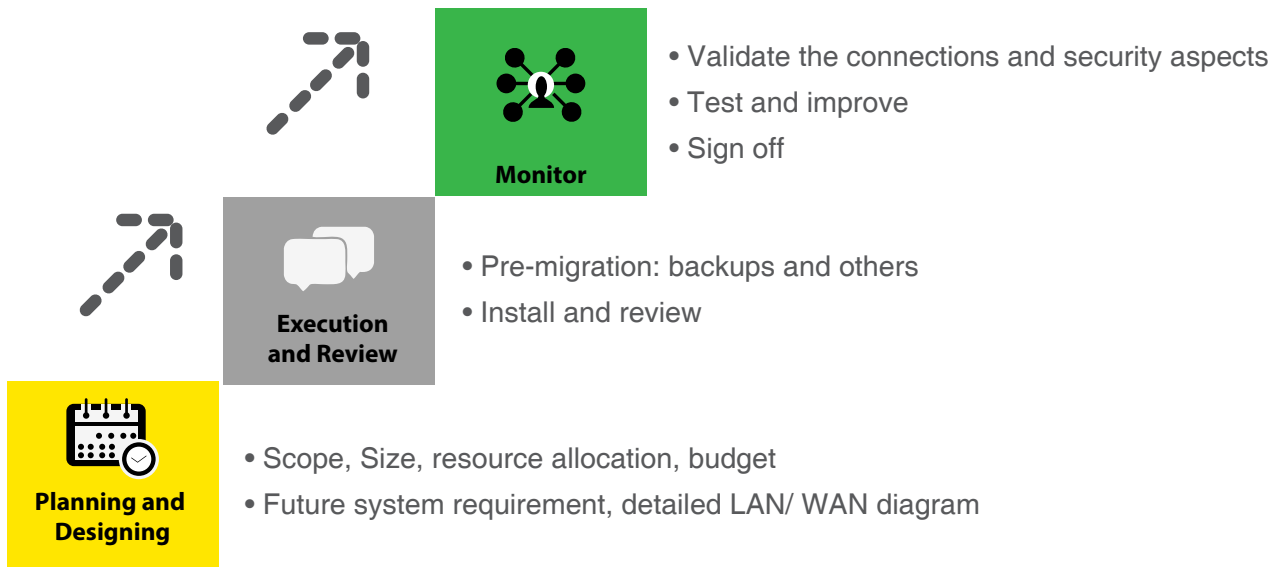 • Validate the connections and security aspects
• Test and improve
• Sign off
Monitor
• Pre-migration: backups and others
• Install and review
Execution
and Review
• Scope, Size, resource allocation, budget
• Future system requirement, detailed LAN/ WAN diagram
Planning and
Designing